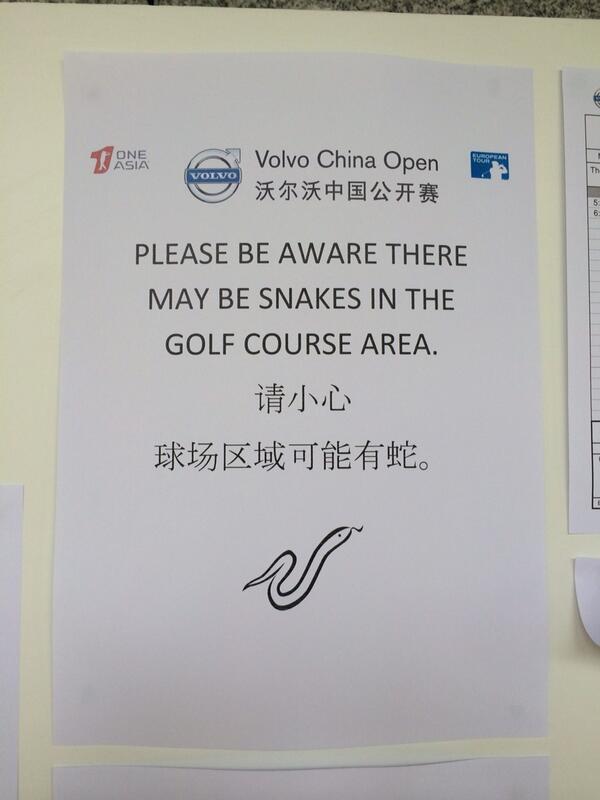 ONE
ASIA
VOLVO
Volvo China Open
沃尔沃中国公开赛
EUROPEAN
TOUR
PLEASE BE AWARE THERE
MAY BE SNAKES IN THE
GOLF COURSE AREA.
请小心
球场区域可能有蛇。